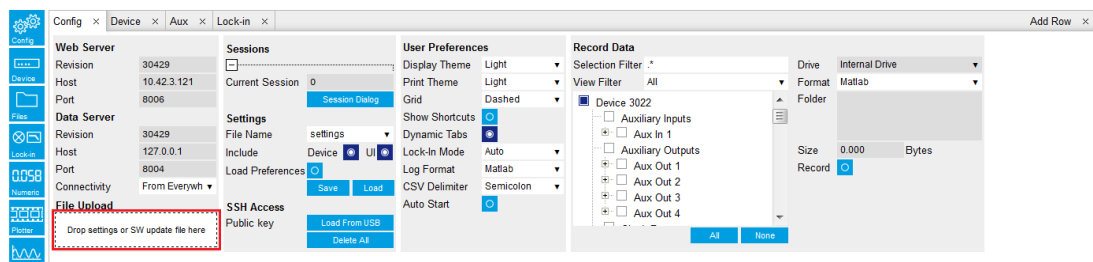 Config × Device × Aux × Lock-in × Add Row ×
Config
Device
Files
Lock-in
0.058
Numeric
Plotter
Web Server
Revision 30429
Host 10.42.3.121
Port 8006
Data Server
Revision 30429
Host 127.0.0.1
Port 8004
Connectivity From Everywh
File Upload
Drop settings or SW update file here
Sessions
Current Session 0
Session Dialog
Settings
File Name settings
Include Device UI
Load Preferences
Save Load
SSH Access
Public key Load From USB
Delete All
User Preferences
Display Theme Light
Print Theme Light
Grid Dashed
Show Shortcuts
Dynamic Tabs
Lock-In Mode Auto
Log Format Matlab
CSV Delimiter Semicolon
Auto Start
Record Data
Selection Filter .*
View Filter All
Device 3022
Auxiliary Inputs
Aux In 1
Auxiliary Outputs
Aux Out 1
Aux Out 2
Aux Out 3
Aux Out 4
All None
Drive Internal Drive
Format Matlab
Folder
Size 0.000 Bytes
Record